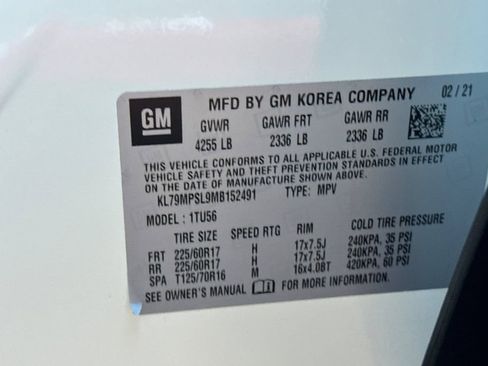 GM
MFD BY GM KOREA COMPANY 02 / 21
GVWR GAWR FRT GAWR RR
4255 LB 2336 LB 2336 LB
THIS VEHICLE CONFORMS TO ALL APPLICABLE U.S. FEDERAL MOTOR
VEHICLE SAFETY AND THEFT PREVENTION STANDARDS IN EFFECT
ON THE DATE OF MANUFACTURE SHOWN ABOVE.
KL79MPSL9MB152491 TYPE: MPV
MODEL : 1TU56
TIRE SIZE SPEED RTG RIM COLD TIRE PRESSURE
FRT 225/60R17 H 17x7.5J 240KPA, 35 PSI
RR 225/60R17 H 17x7.5J 240KPA, 35 PSI
SPA T125/70R16 M 16x4.0BT 420KPA, 60 PSI
SEE OWNER'S MANUAL FOR MORE INFORMATION.